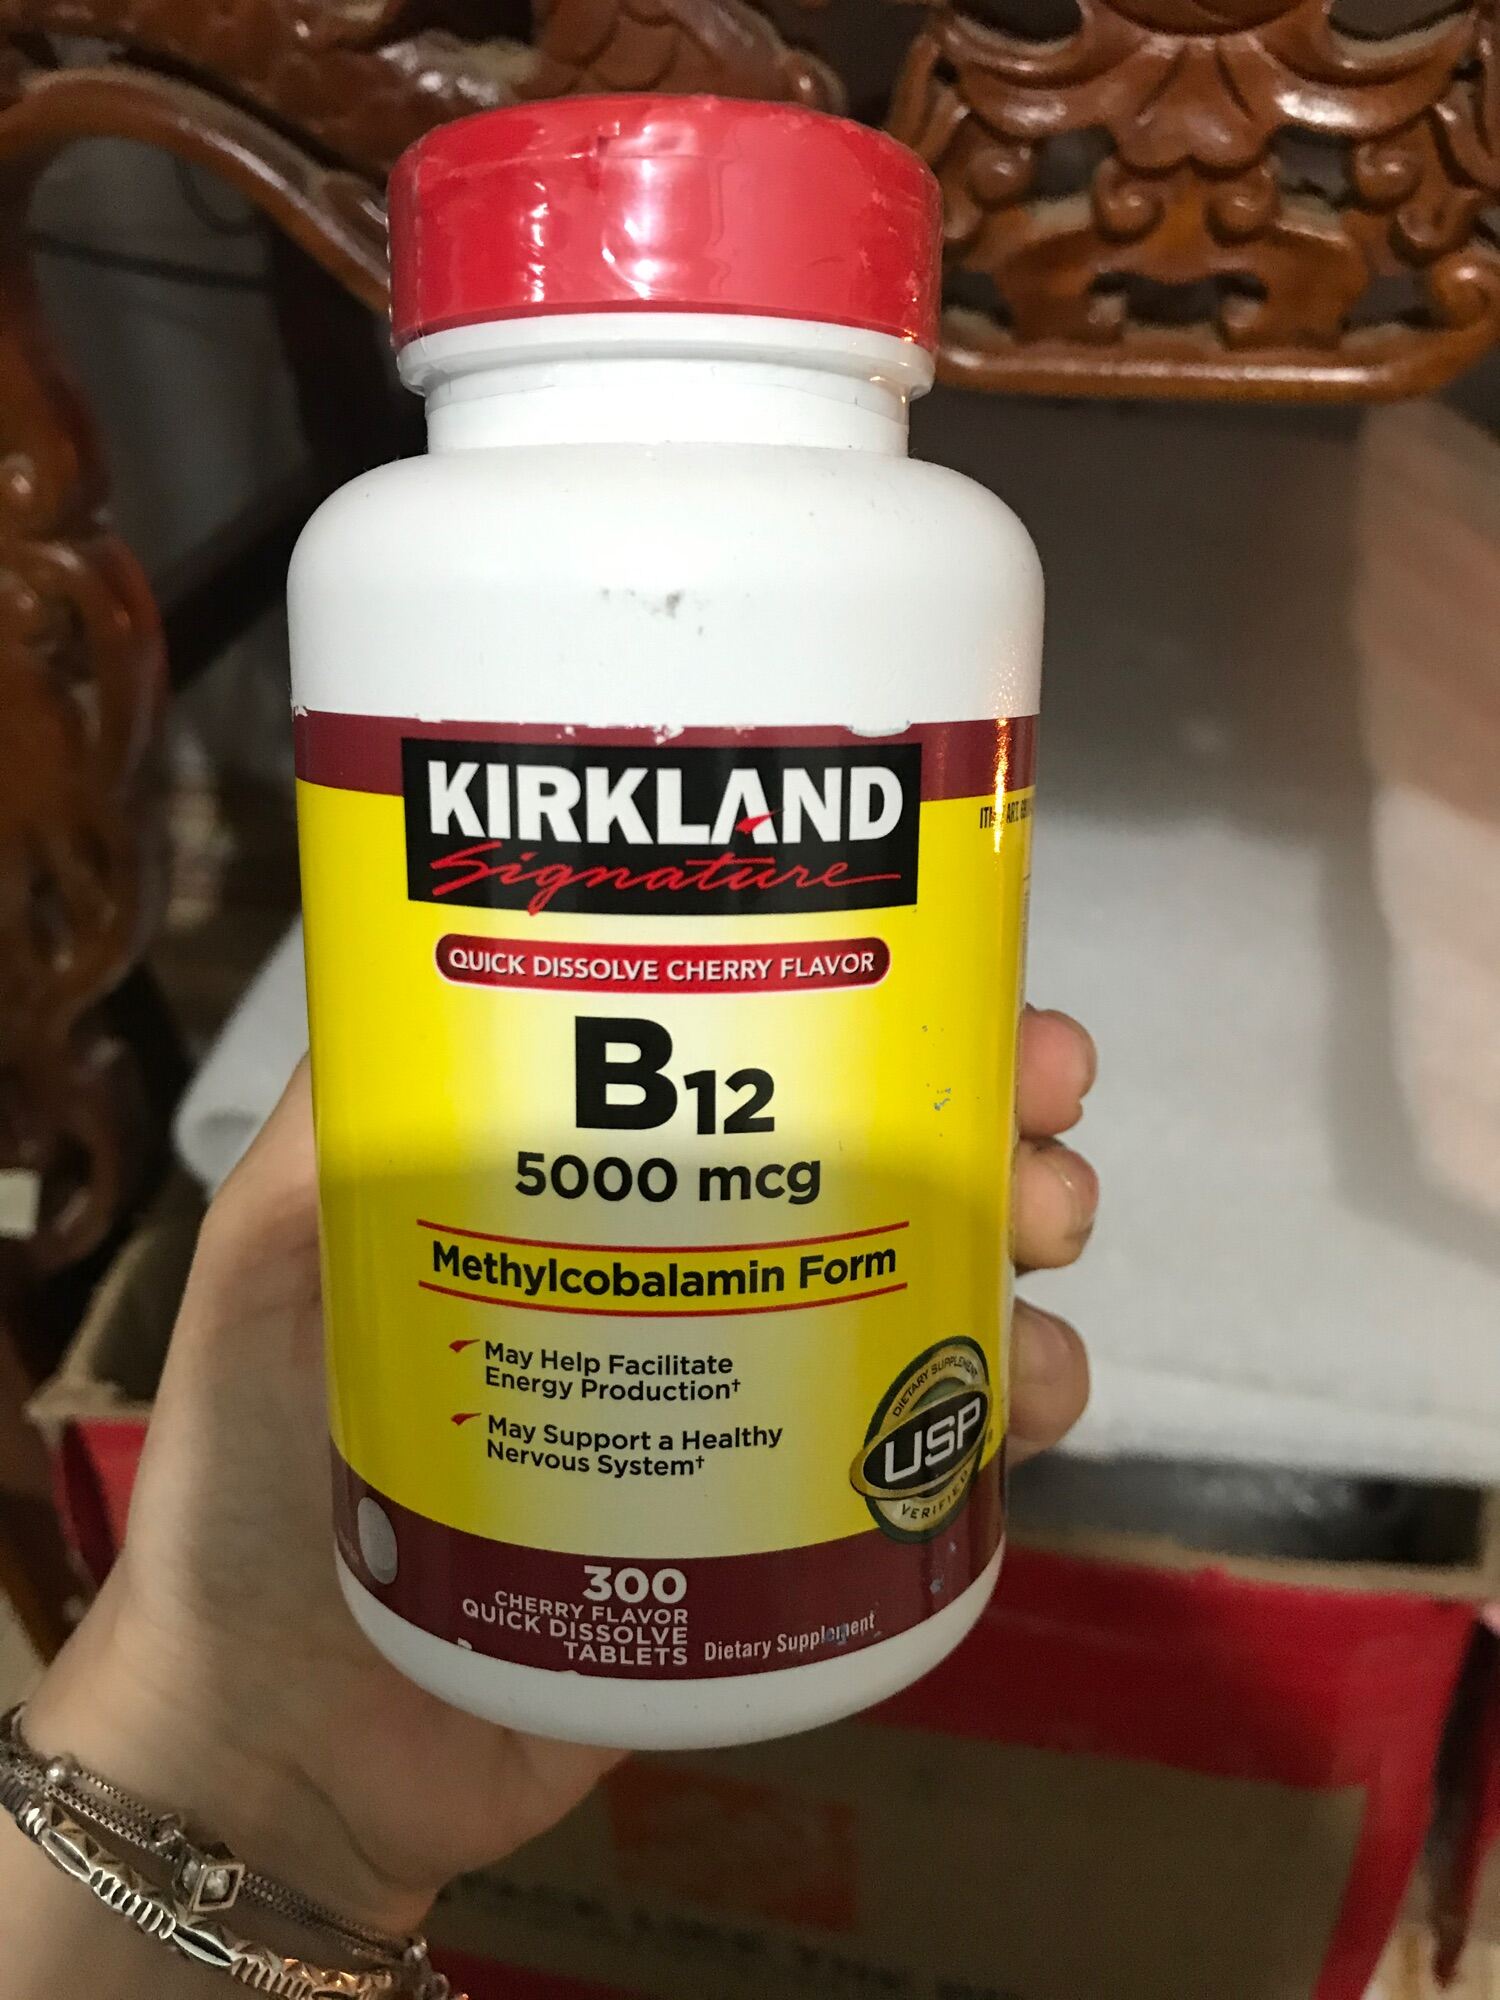 KIRKLAND
Signature
QUICK DISSOLVE CHERRY FLAVOR
B12
5000 mcg
Methylcobalamin Form
May Help Facilitate
Energy Production†
May Support a Healthy
Nervous System†
DIETARY SUPPLEMENT
USP
VERIFIED
300
CHERRY FLAVOR
QUICK DISSOLVE
TABLETS
Dietary Supplement